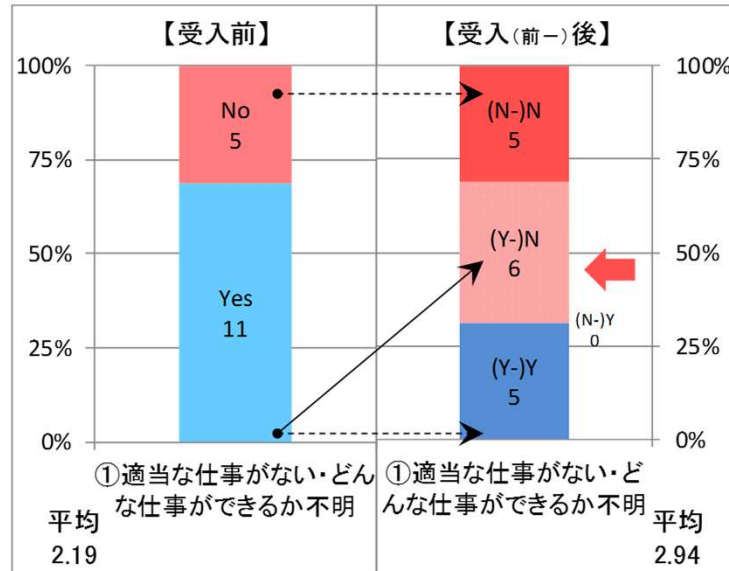 【受入前】
【受入(前－)後】
100%
75%
50%
25%
0%
No
5
Yes
11
(N-)N
5
(Y-)N
6
(N-)Y
0
(Y-)Y
5
100%
75%
50%
25%
0%
①適当な仕事がない・どん
な仕事ができるか不明
平均
2.19
①適当な仕事がない・ど
んな仕事ができるか不明
平均
2.94